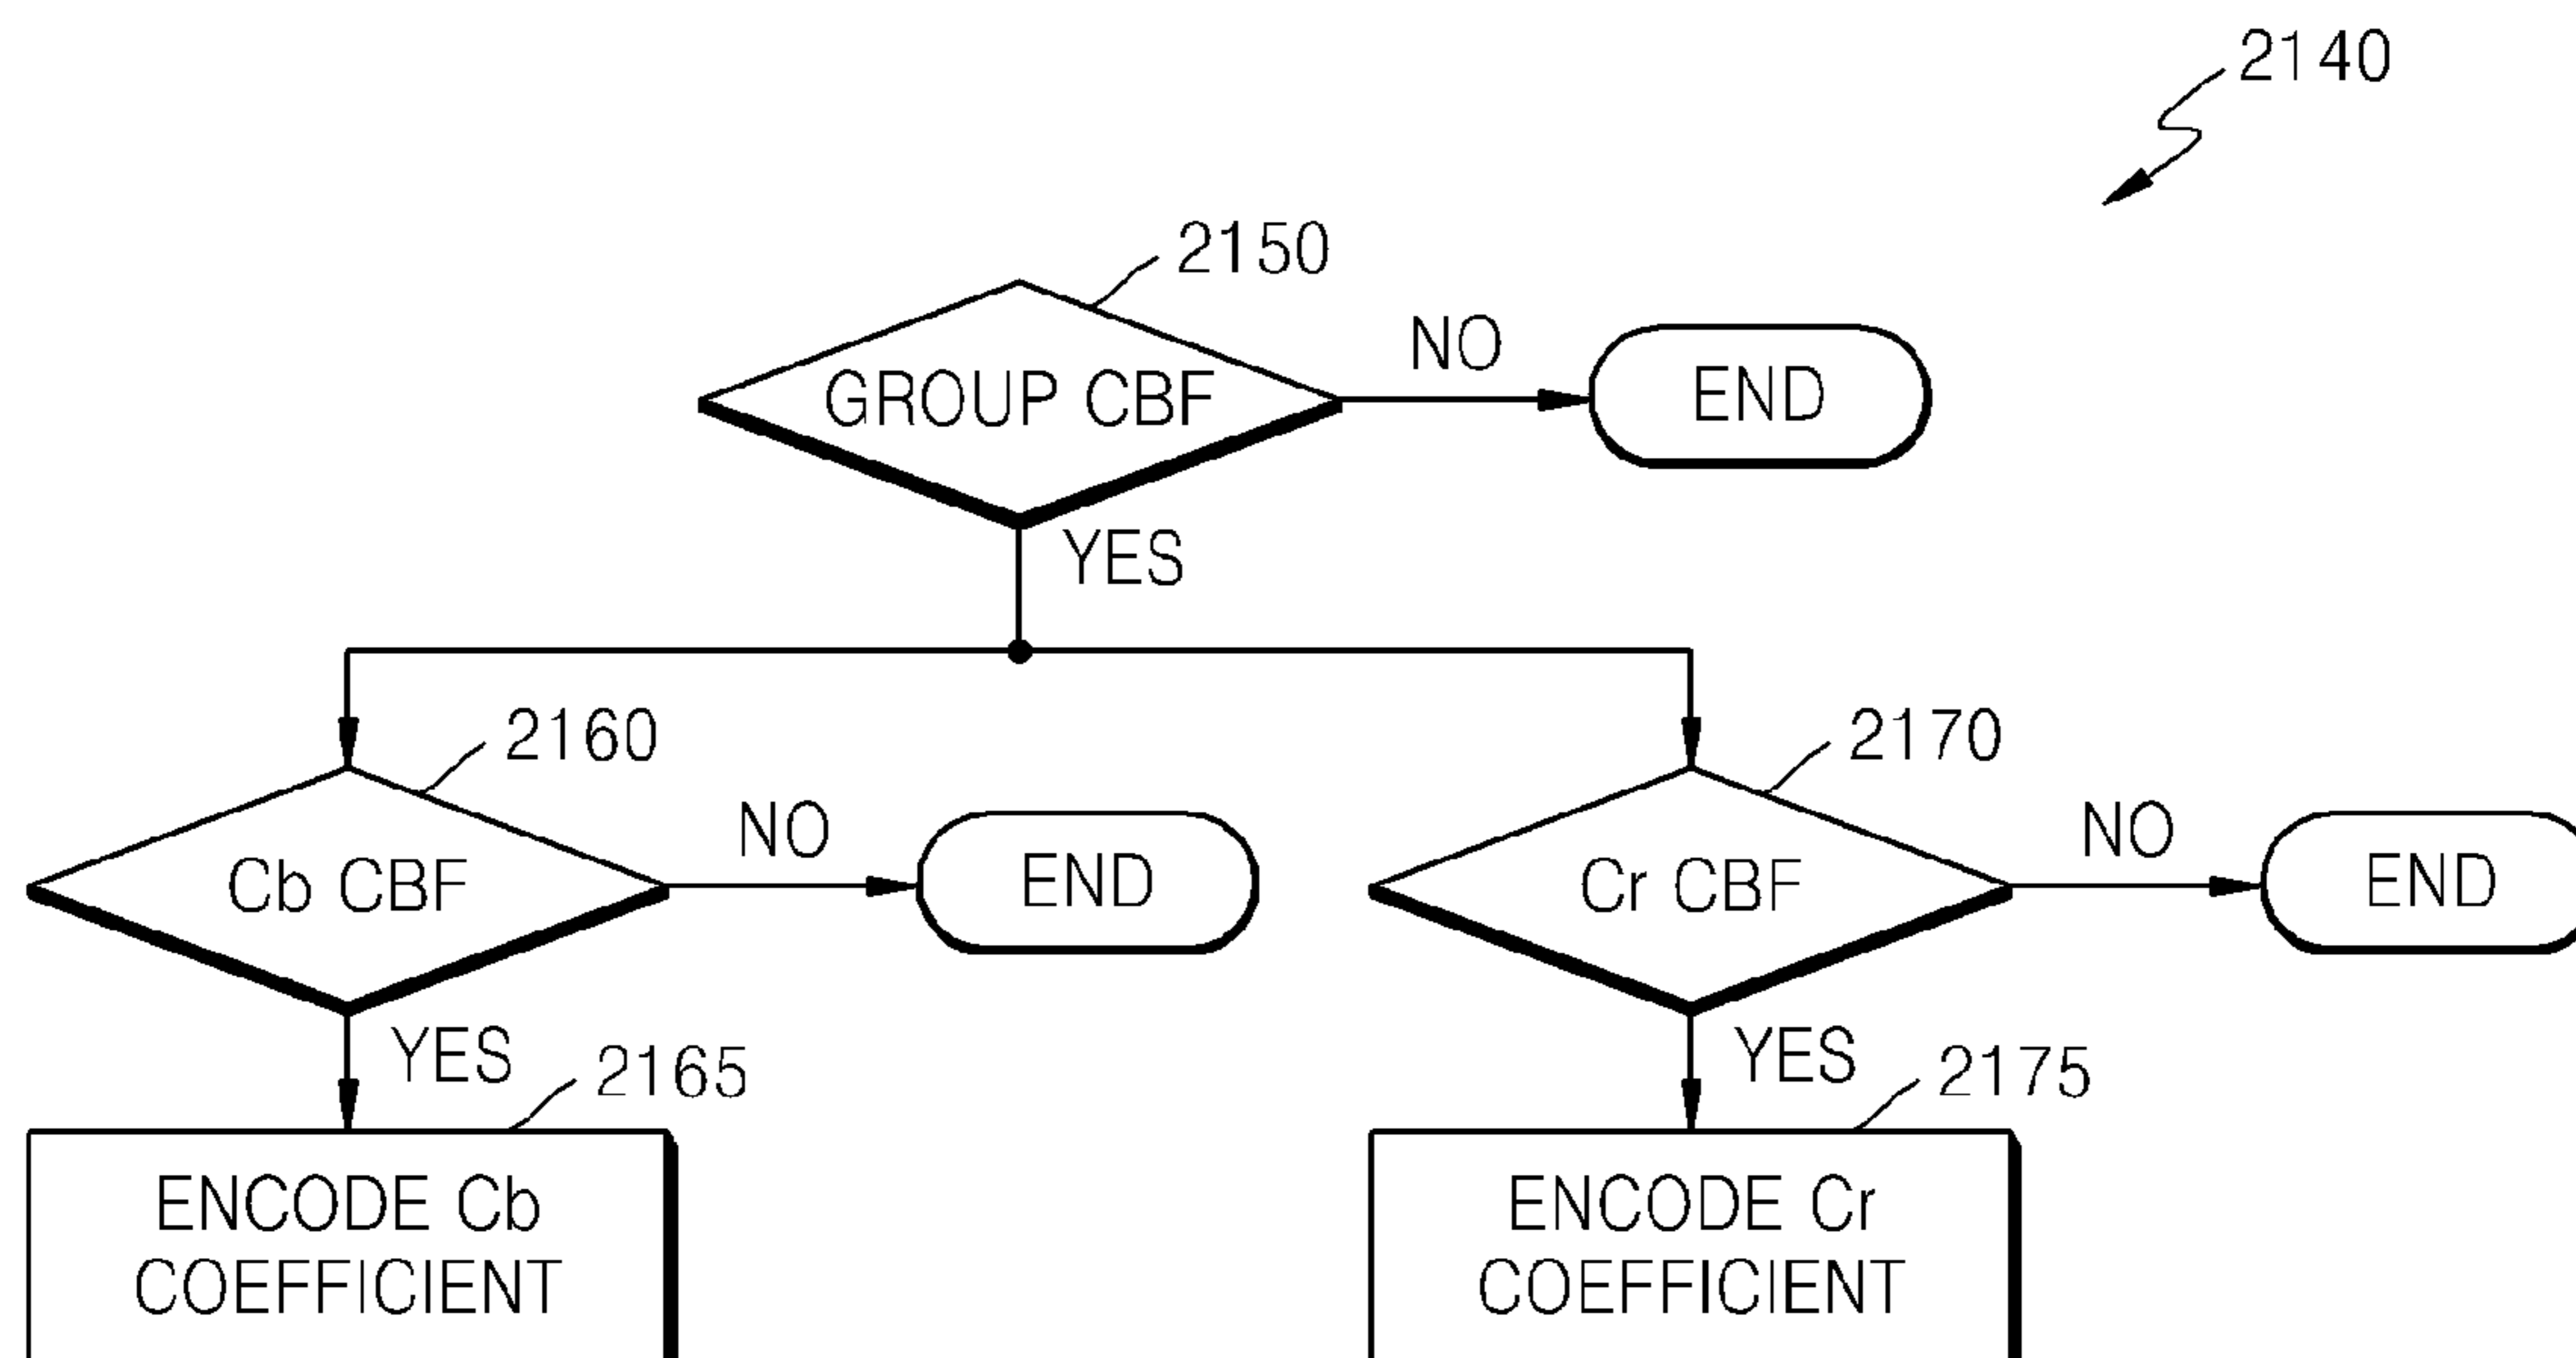 2140
2150
GROUP CBF
NO
END
YES
2160
2170
Cb CBF
NO
END
Cr CBF
NO
END
YES
2165
YES
2175
ENCODE Cb
COEFFICIENT
ENCODE Cr
COEFFICIENT